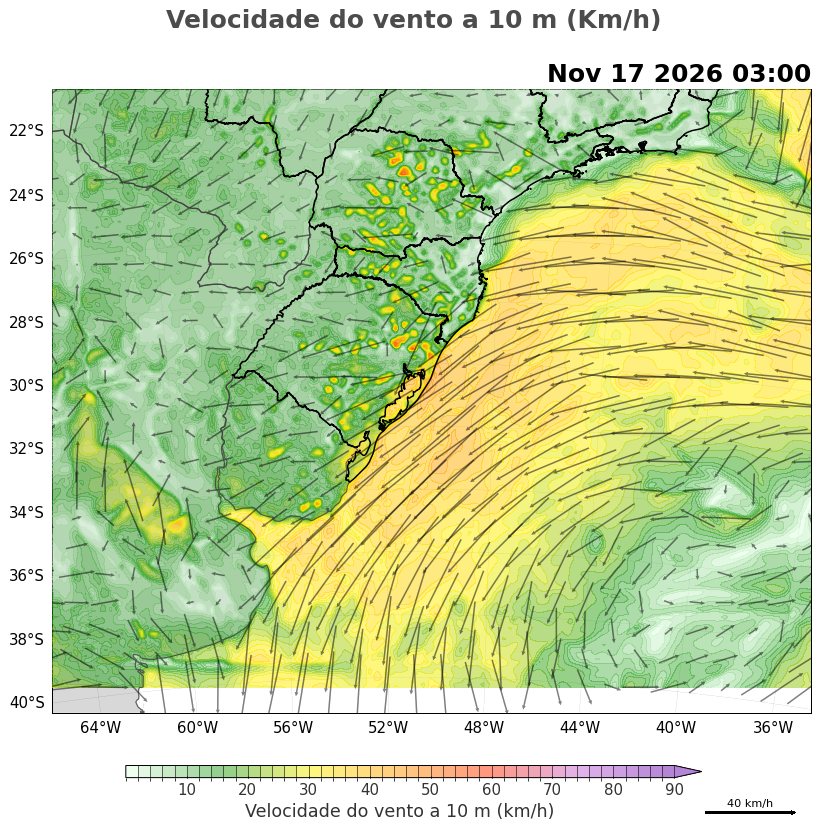 Velocidade do vento a 10 m (Km/h)
Nov 17 2026 03:00
22°S
24°S
26°S
28°S
30°S
32°S
34°S
36°S
38°S
40°S
64°W 60°W 56°W 52°W 48°W 44°W 40°W 36°W
10 20 30 40 50 60 70 80 90
Velocidade do vento a 10 m (km/h)
40 km/h